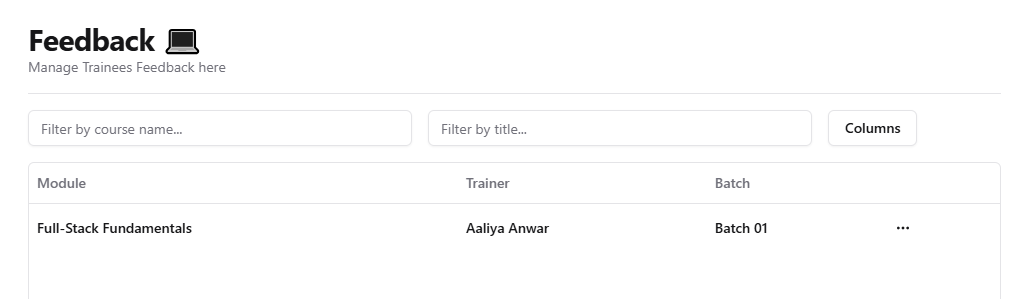 Feedback 💻
Manage Trainees Feedback here
Filter by course name...
Filter by title...
Columns
Module Trainer Batch
Full-Stack Fundamentals Aaliya Anwar Batch 01 ...